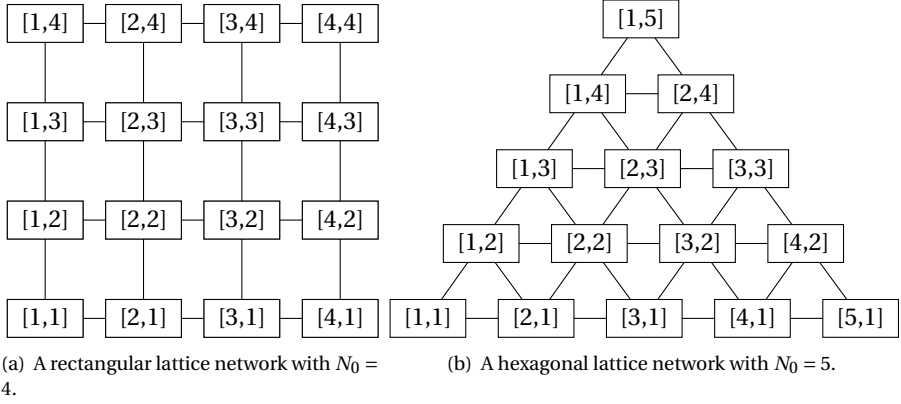 [1,4] [2,4] [3,4] [4,4]
[1,3] [2,3] [3,3] [4,3]
[1,2] [2,2] [3,2] [4,2]
[1,1] [2,1] [3,1] [4,1]
(a) A rectangular lattice network with N₀ =
4.
[1,5]
[1,4] [2,4]
[1,3] [2,3] [3,3]
[1,2] [2,2] [3,2] [4,2]
[1,1] [2,1] [3,1] [4,1] [5,1]
(b) A hexagonal lattice network with N₀ = 5.